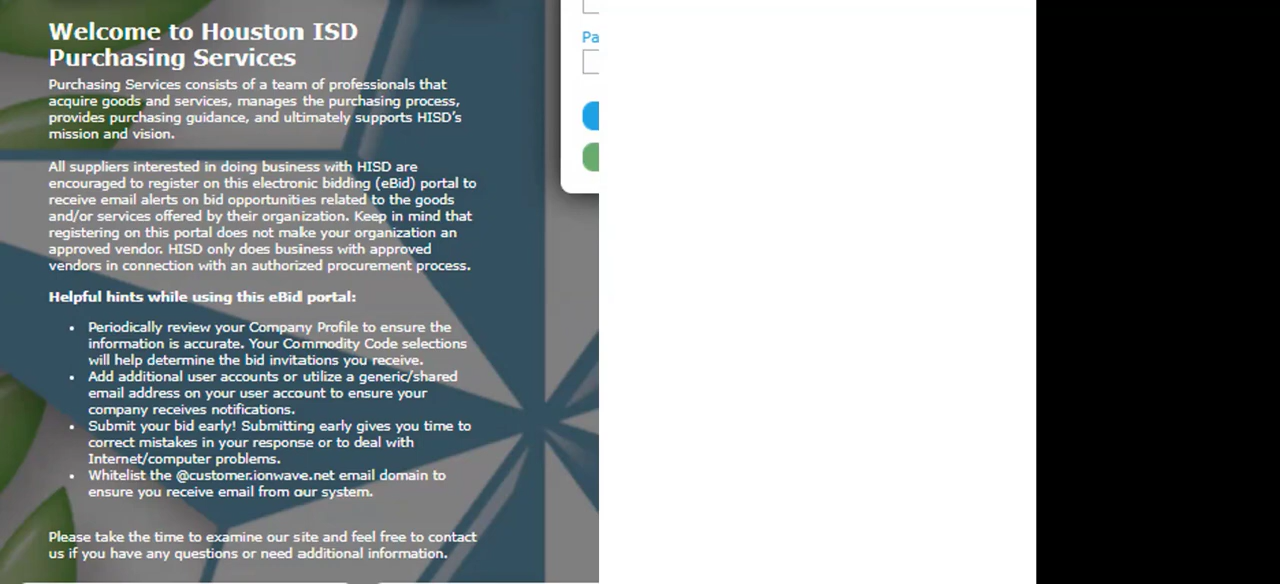 Welcome to Houston ISD
Purchasing Services
Purchasing Services consists of a team of professionals that
acquire goods and services, manages the purchasing process,
provides purchasing guidance, and ultimately supports HISD’s
mission and vision.
All suppliers interested in doing business with HISD are
encouraged to register on this electronic bidding (eBid) portal to
receive email alerts on bid opportunities related to the goods
and/or services offered by their organization. Keep in mind that
registering on this portal does not make your organization an
approved vendor. HISD only does business with approved
vendors in connection with an authorized procurement process.
Helpful hints while using this eBid portal:
• Periodically review your Company Profile to ensure the
information is accurate. Your Commodity Code selections
will help determine the bid invitations you receive.
• Add additional user accounts or utilize a generic/shared
email address on your user account to ensure your
company receives notifications.
• Submit your bid early! Submitting early gives you time to
correct mistakes in your response or to deal with
Internet/computer problems.
• Whitelist the @customer.ionwave.net email domain to
ensure you receive email from our system.
Please take the time to examine our site and feel free to contact
us if you have any questions or need additional information.
Pa